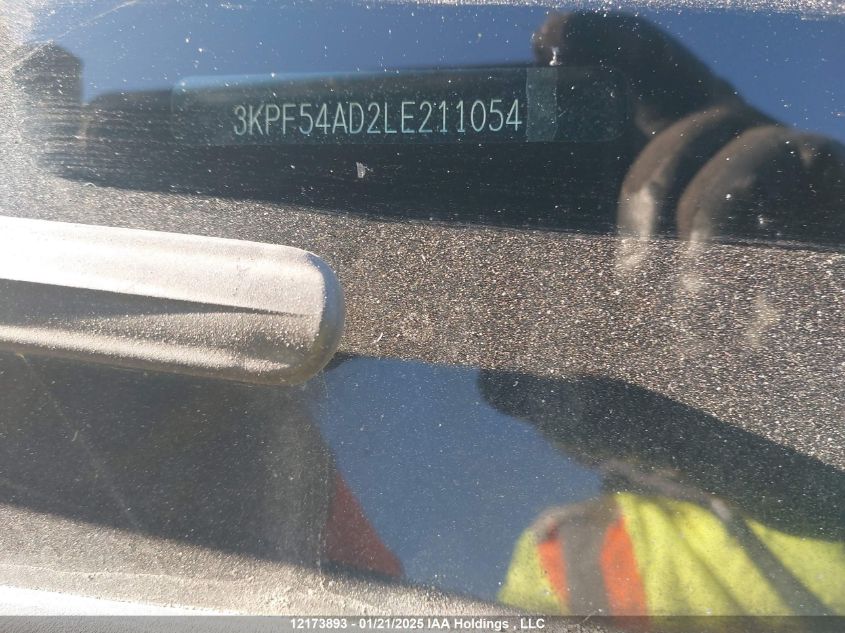 3KPF54AD2LE211054
12173893 - 01/21/2025 IAA Holdings , LLC